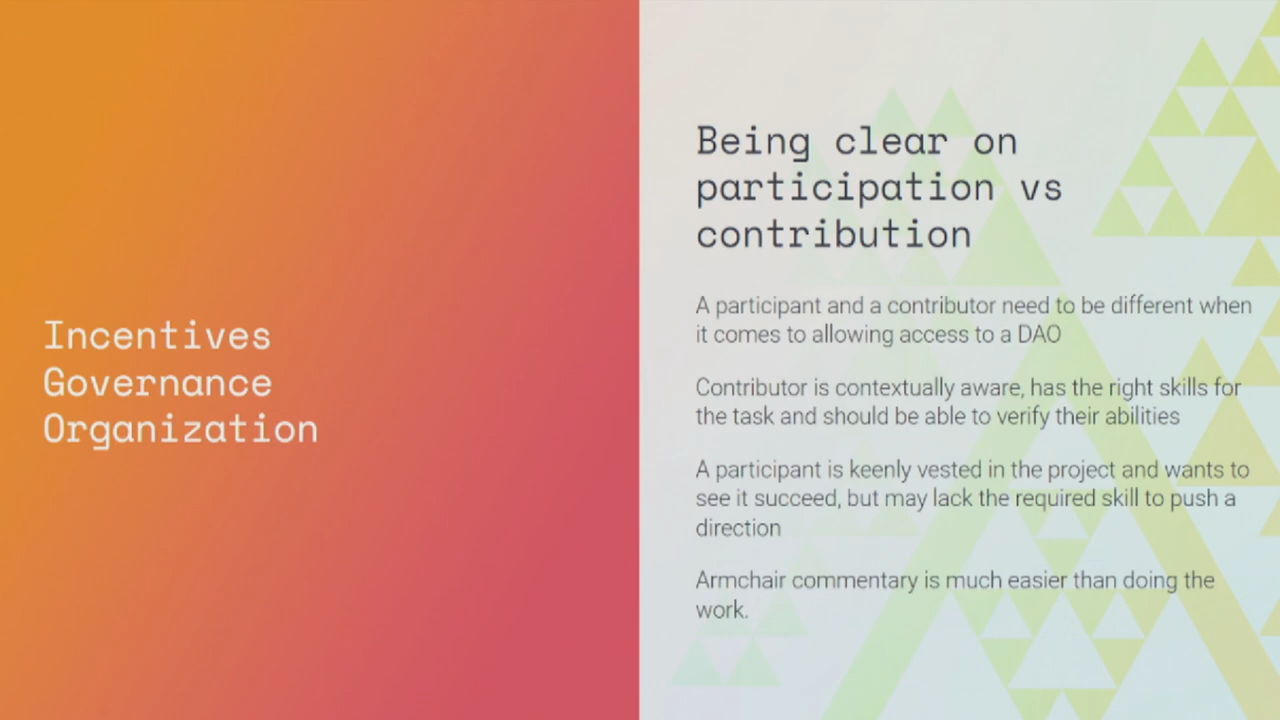 Incentives
Governance
Organization
Being clear on
participation vs
contribution
A participant and a contributor need to be different when
it comes to allowing access to a DAO
Contributor is contextually aware, has the right skills for
the task and should be able to verify their abilities
A participant is keenly vested in the project and wants to
see it succeed, but may lack the required skill to push a
direction
Armchair commentary is much easier than doing the
work.